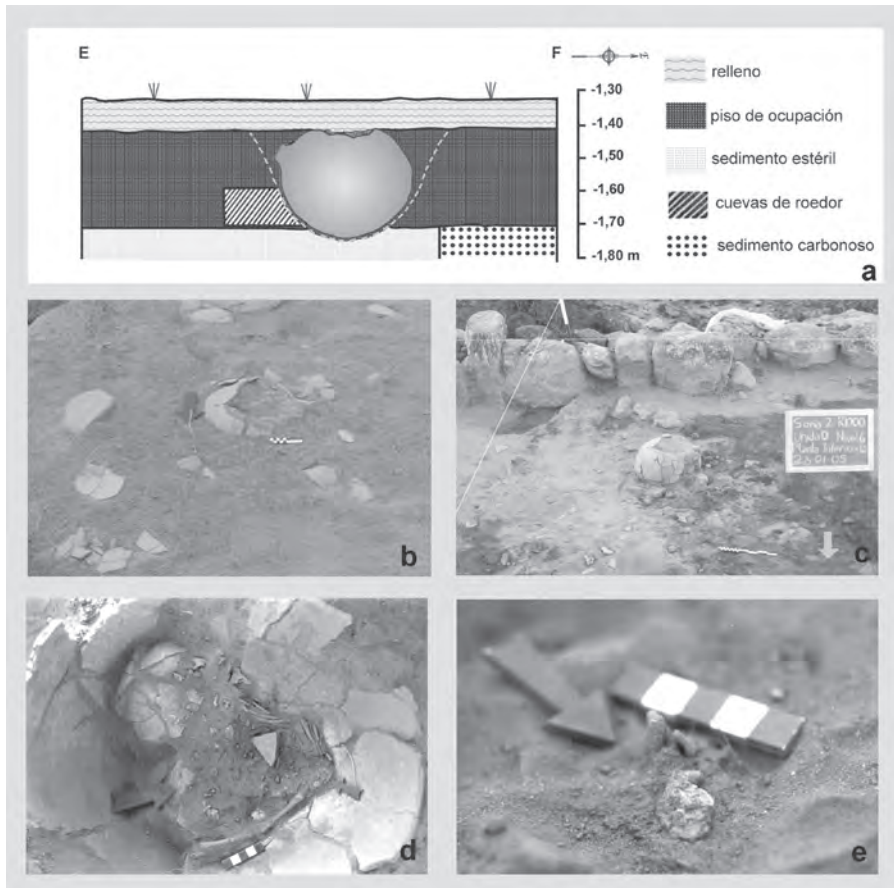 E
F
-1,30
-1,40
-1,50
-1,60
-1,70
-1,80 m
relleno
piso de ocupación
sedimento estéril
cuevas de roedor
sedimento carbonoso
a
b
c
d
e